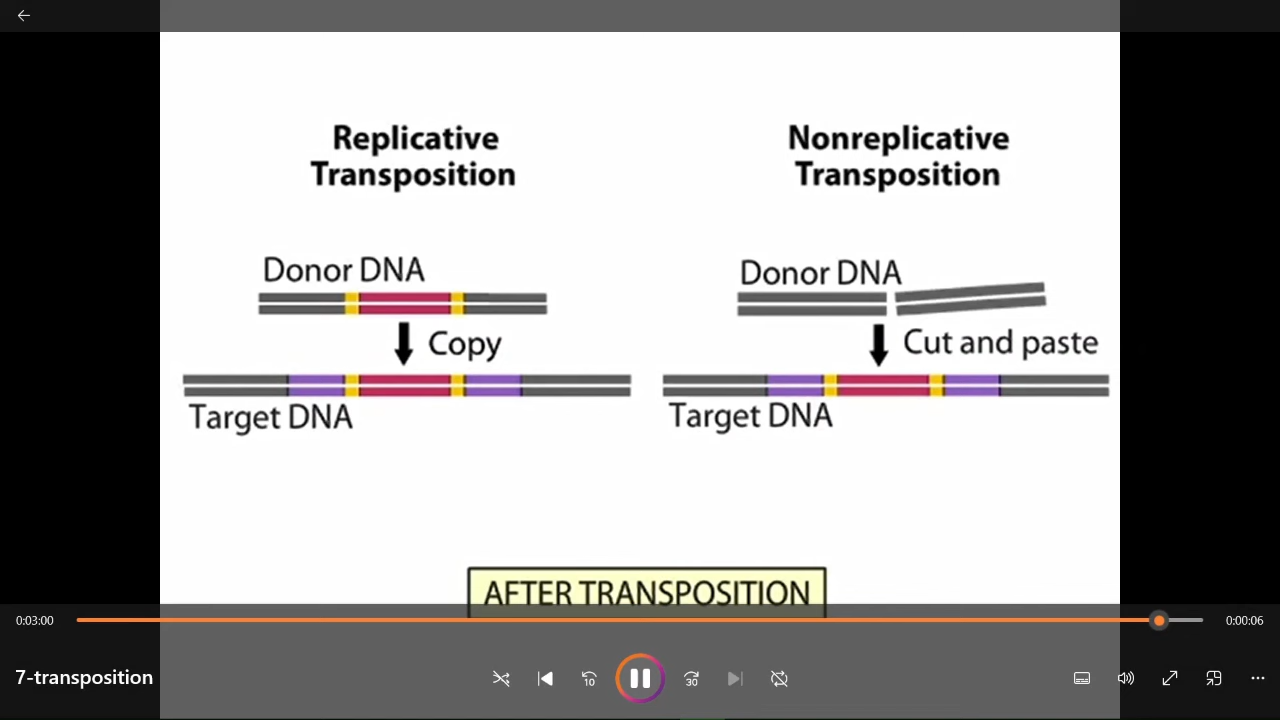 Replicative
Transposition
Nonreplicative
Transposition
Donor DNA
Copy
Target DNA
Donor DNA
Cut and paste
Target DNA
AFTER TRANSPOSITION
0:03:00
0:00:06
7-transposition
10
30